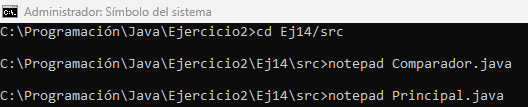 Administrador: Símbolo del sistema
C:\Programación\Java\Ejercicio2>cd Ej14/src
C:\Programación\Java\Ejercicio2\Ej14\src>notepad Comparador.java
C:\Programación\Java\Ejercicio2\Ej14\src>notepad Principal.java